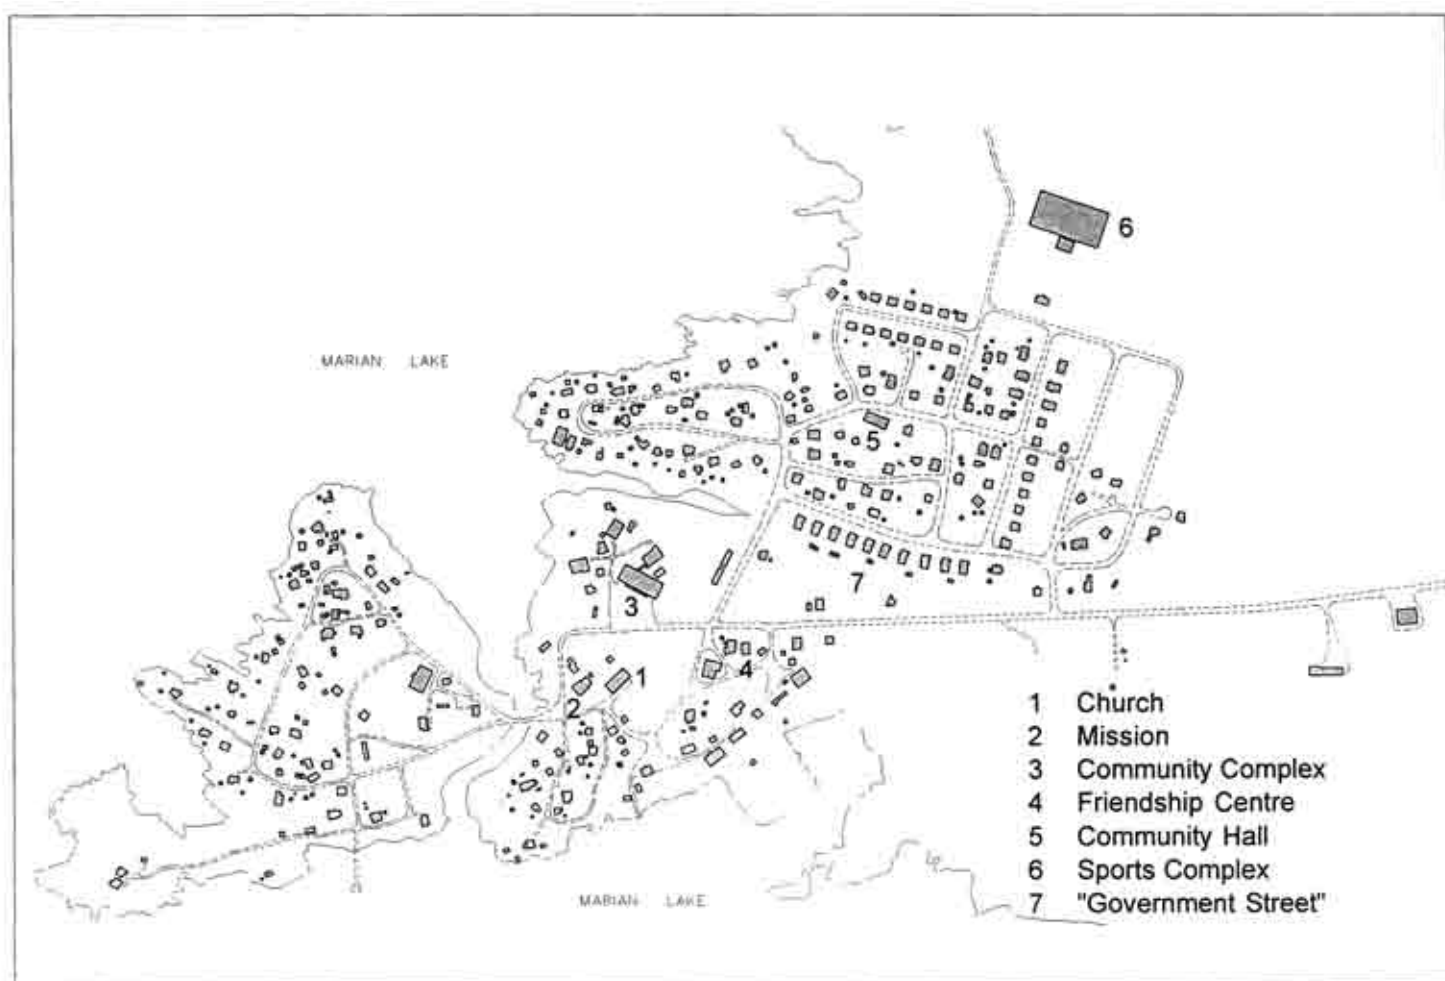 6
MARIAN LAKE
5
7
3
4
1
2
P
1 Church
2 Mission
3 Community Complex
4 Friendship Centre
5 Community Hall
6 Sports Complex
7 "Government Street"
MARIAN LAKE